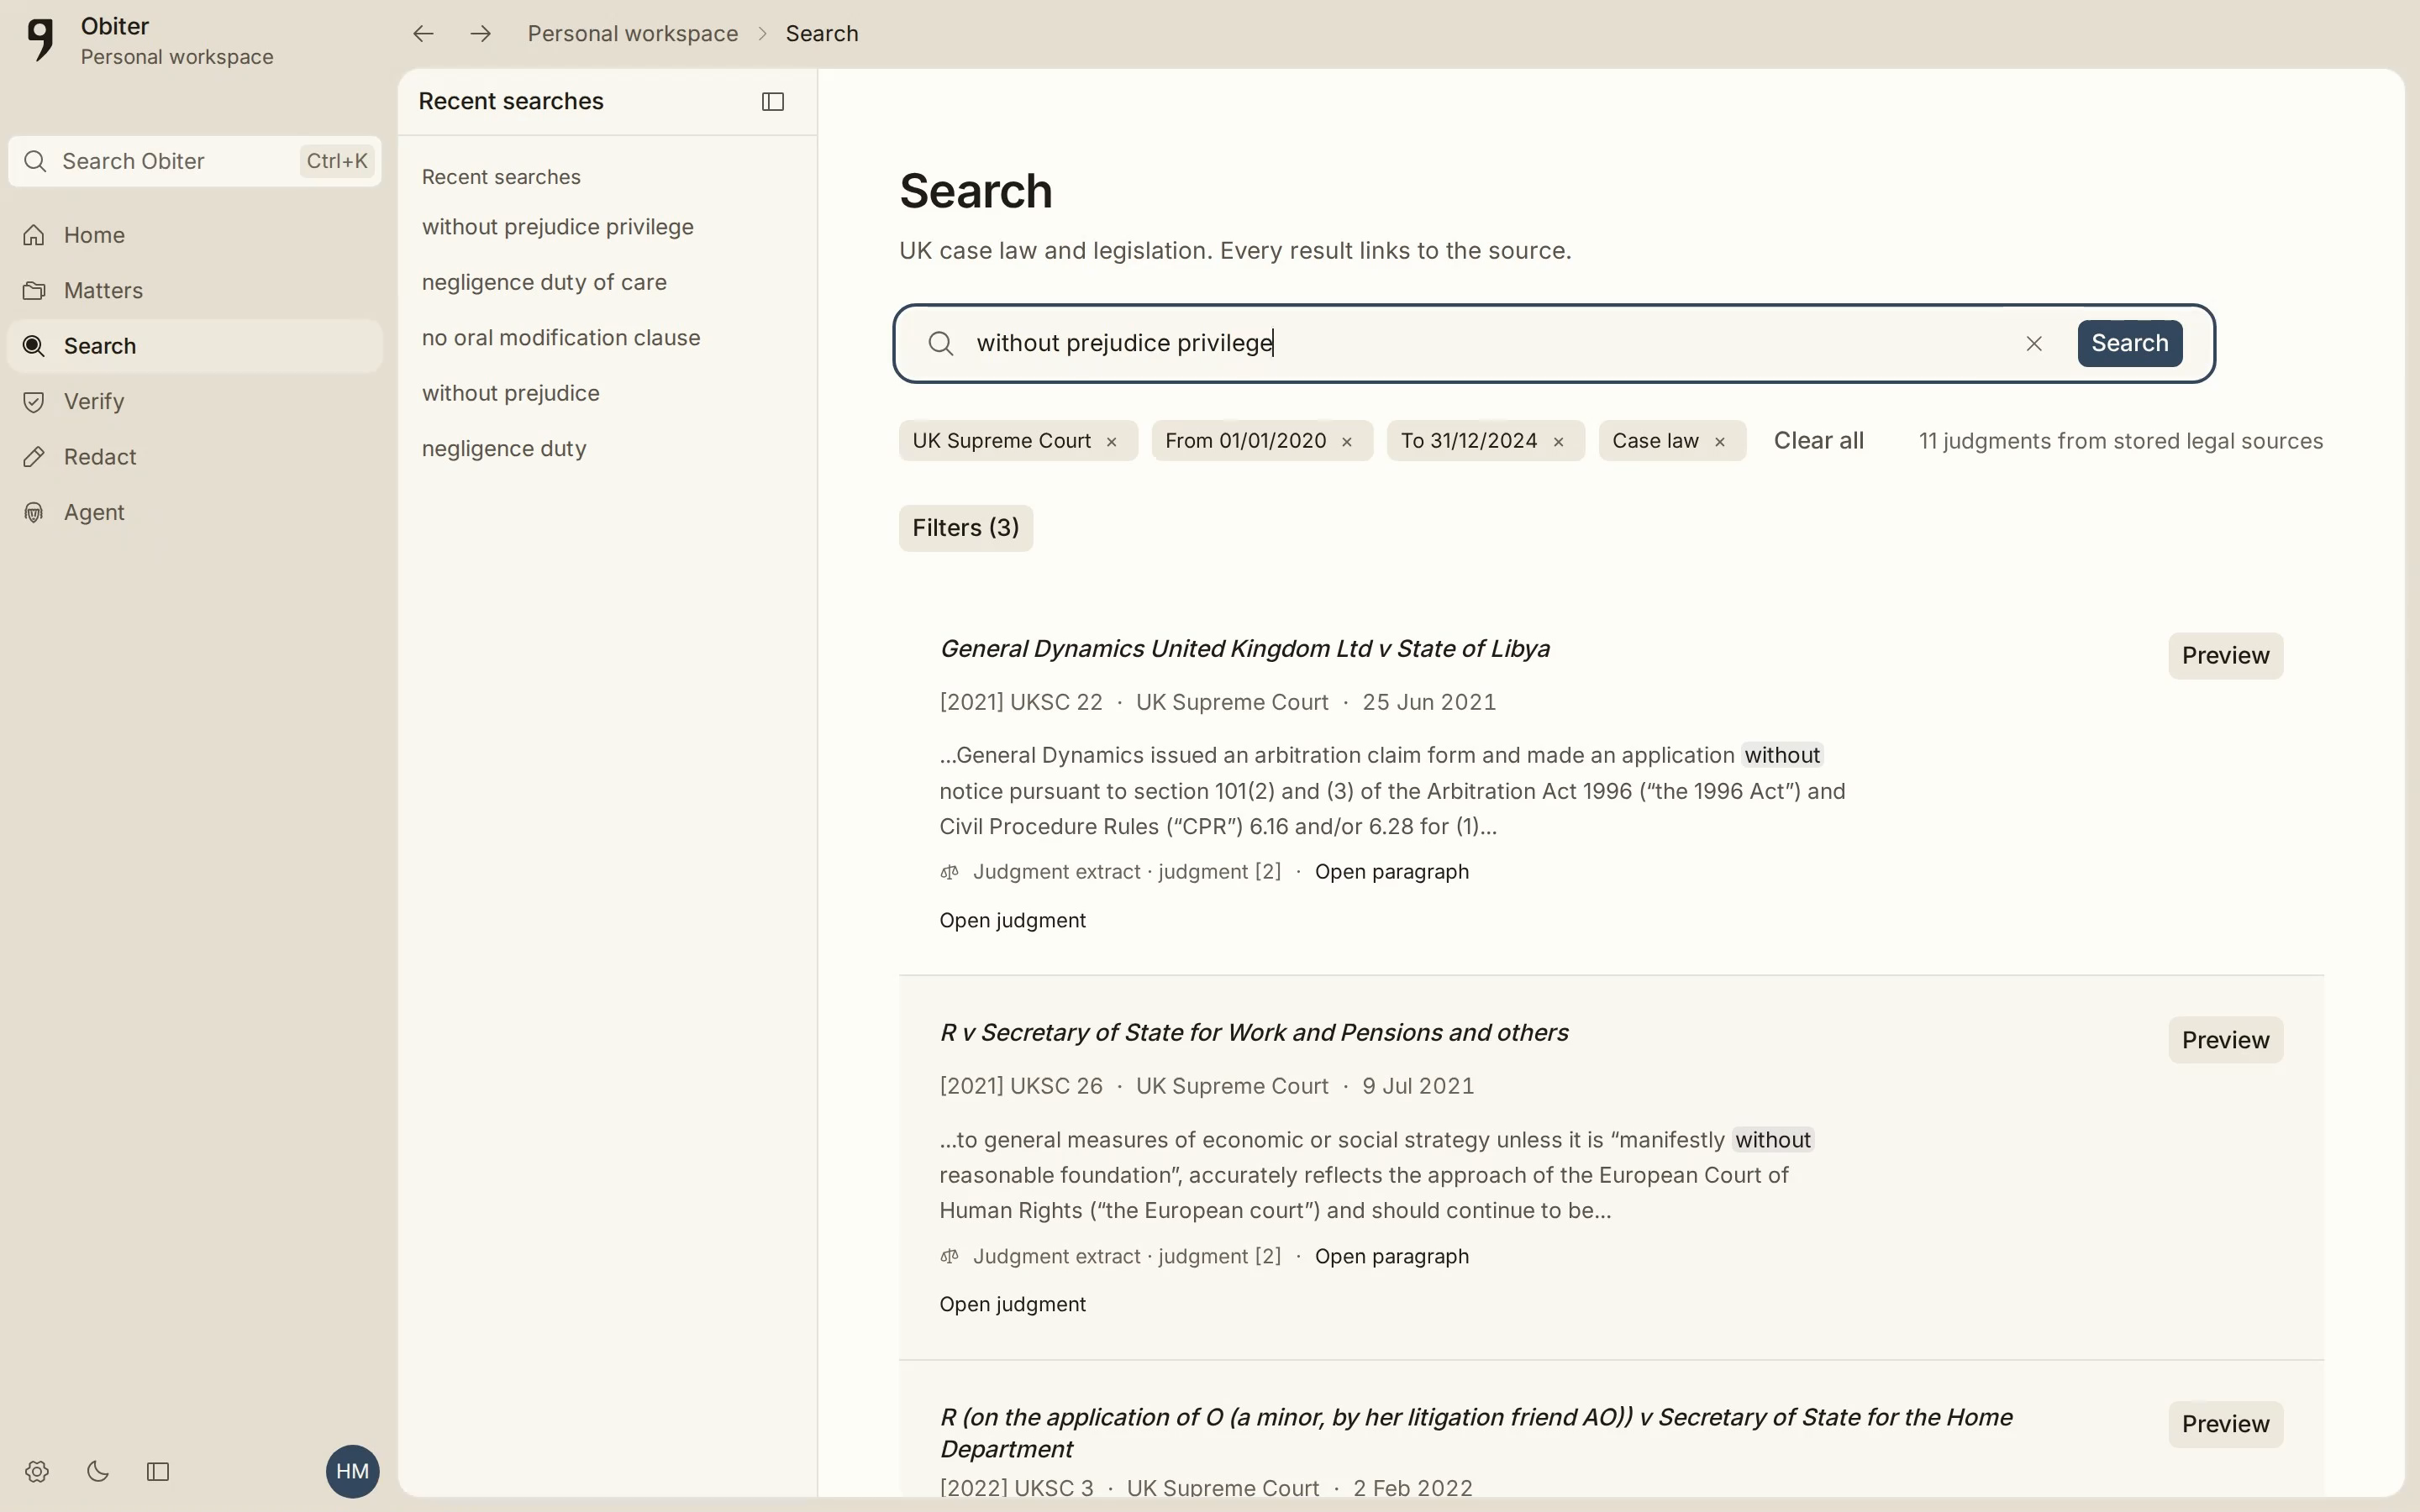 Obiter
Personal workspace
Search Obiter
Ctrl+K
Home
Matters
Search
Verify
Redact
Agent
HM
Personal workspace
Search
Recent searches
Recent searches
without prejudice privilege
negligence duty of care
no oral modification clause
without prejudice
negligence duty
Search
UK case law and legislation. Every result links to the source.
without prejudice privilege
Search
UK Supreme Court ×
From 01/01/2020 ×
To 31/12/2024 ×
Case law ×
Clear all
11 judgments from stored legal sources
Filters (3)
General Dynamics United Kingdom Ltd v State of Libya
Preview
[2021] UKSC 22 · UK Supreme Court · 25 Jun 2021
...General Dynamics issued an arbitration claim form and made an application without
notice pursuant to section 101(2) and (3) of the Arbitration Act 1996 (“the 1996 Act”) and
Civil Procedure Rules (“CPR”) 6.16 and/or 6.28 for (1)...
Judgment extract · judgment [2] · Open paragraph
Open judgment
R v Secretary of State for Work and Pensions and others
Preview
[2021] UKSC 26 · UK Supreme Court · 9 Jul 2021
...to general measures of economic or social strategy unless it is “manifestly without
reasonable foundation”, accurately reflects the approach of the European Court of
Human Rights (“the European court”) and should continue to be...
Judgment extract · judgment [2] · Open paragraph
Open judgment
R (on the application of O (a minor, by her litigation friend AO)) v Secretary of State for the Home
Department
Preview
[2022] UKSC 3 · UK Supreme Court · 2 Feb 2022